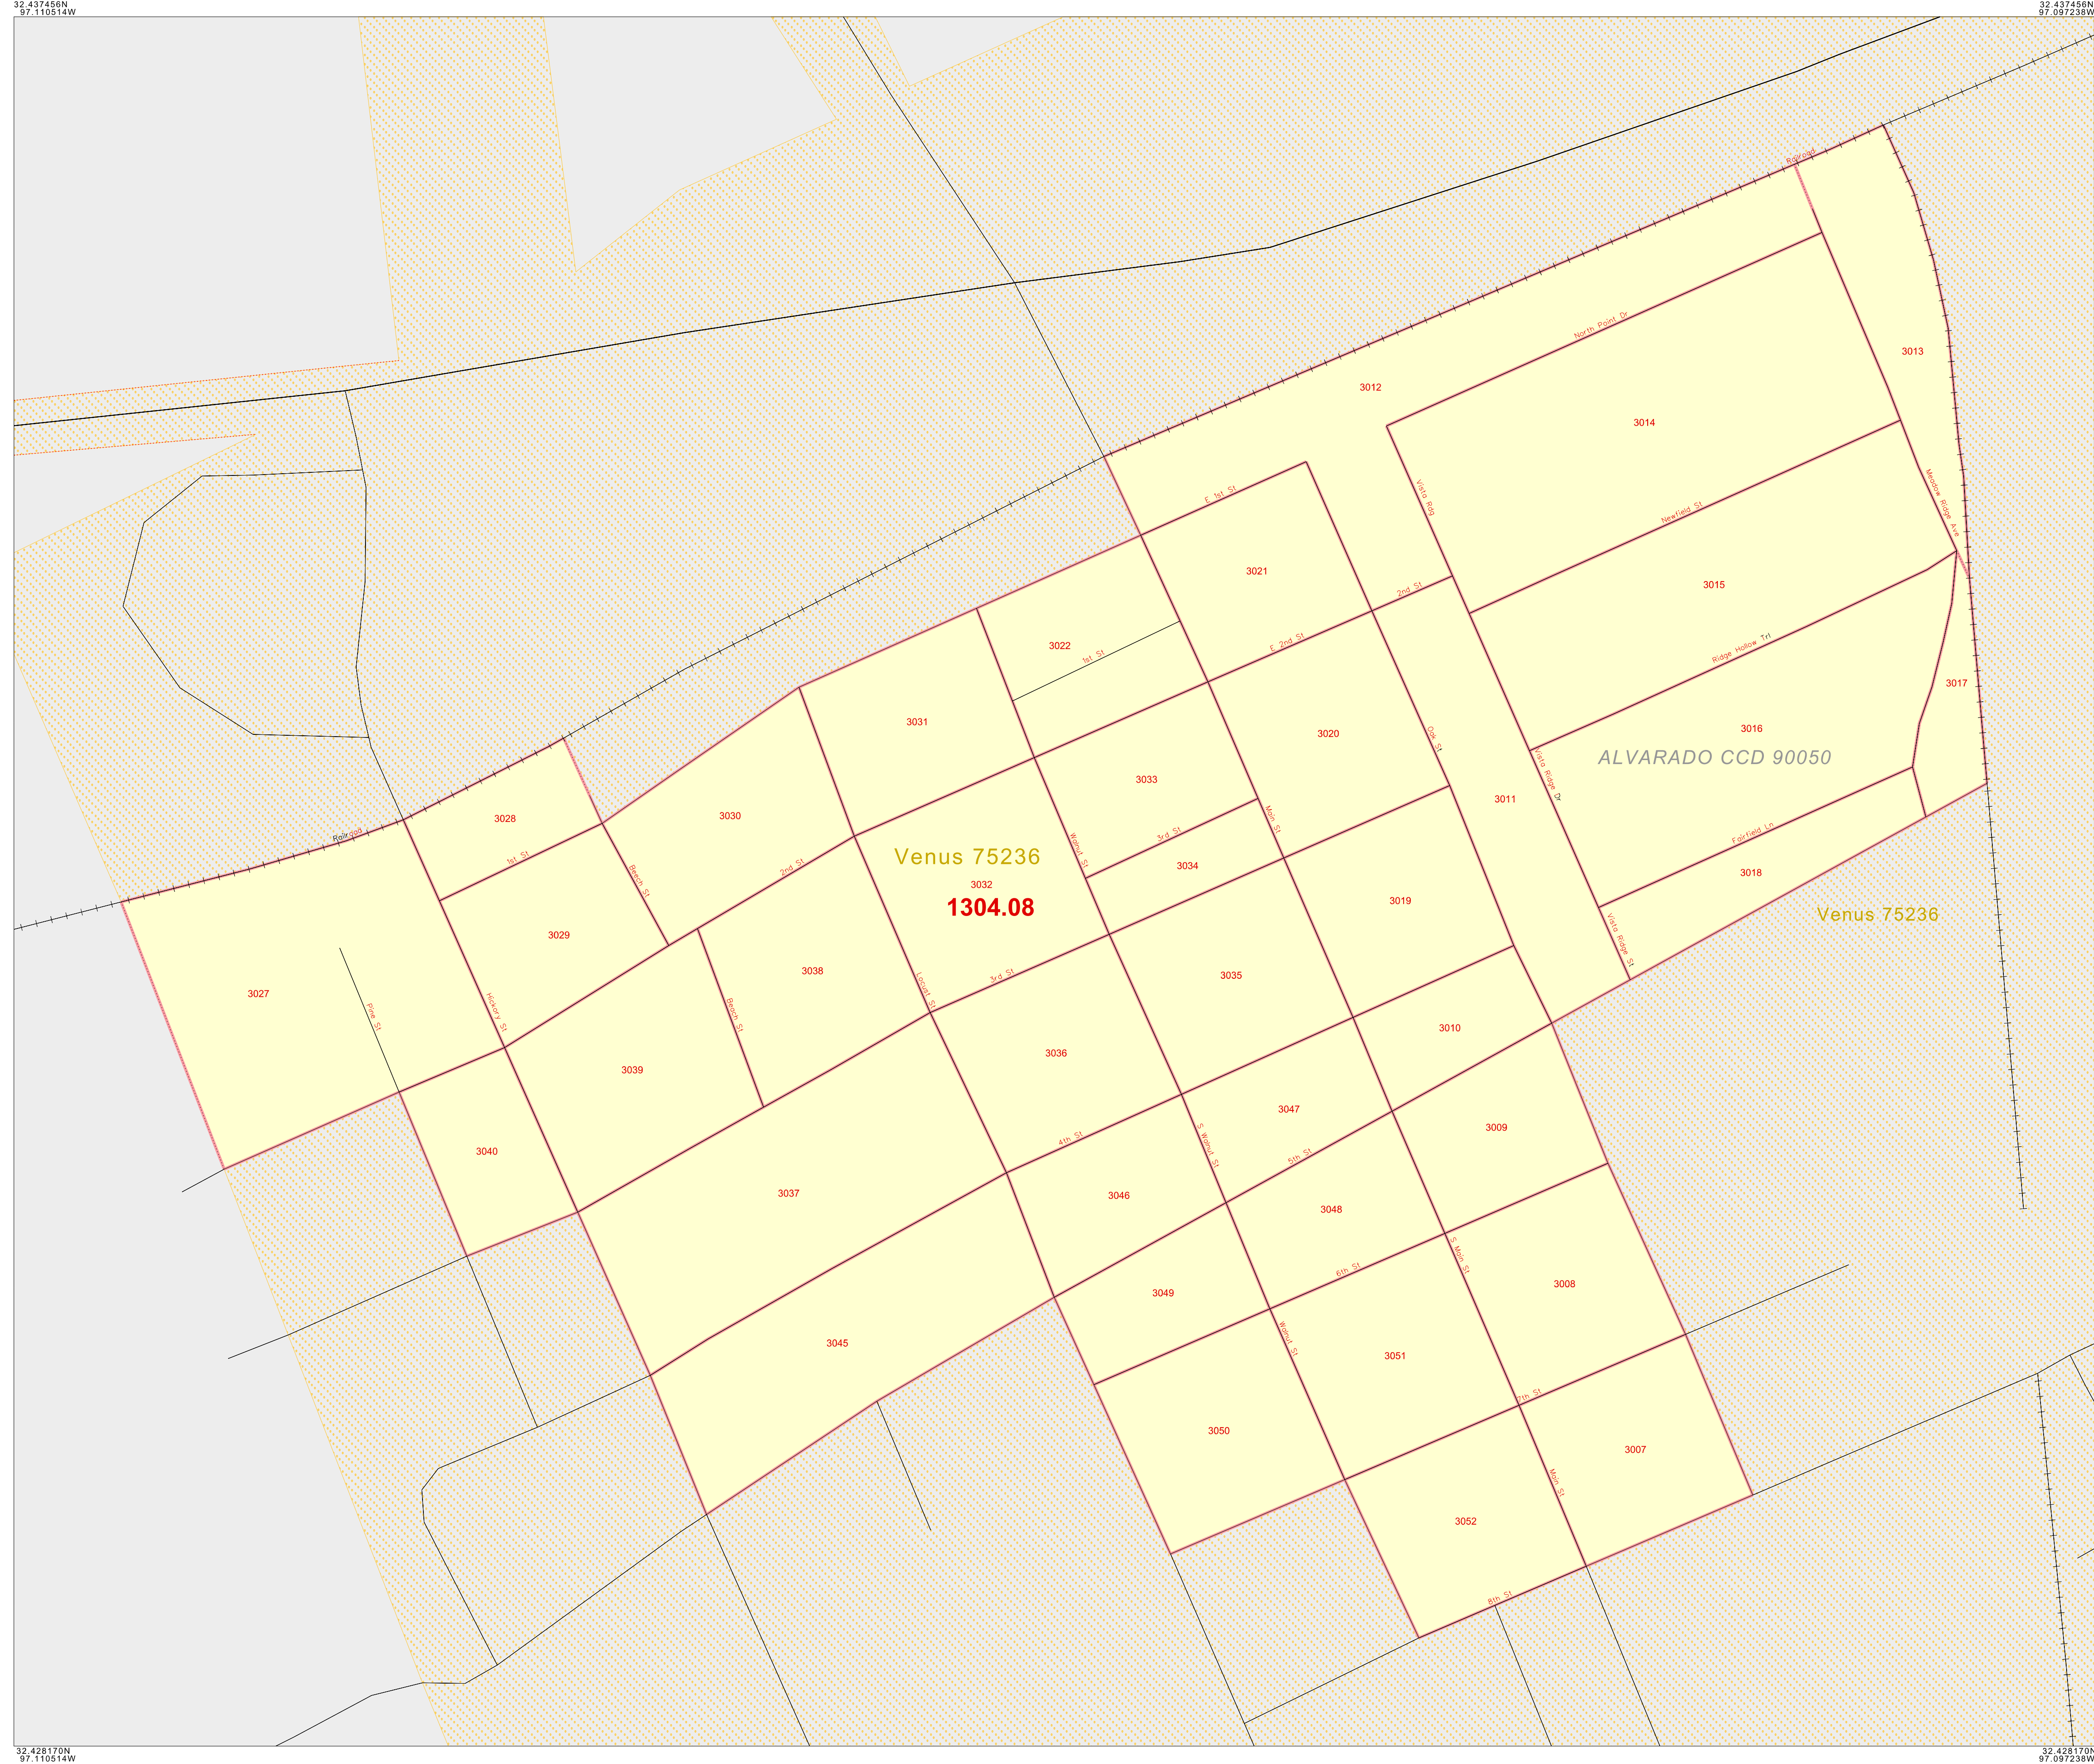 32.437456N
97.110514W
32.437456N
97.097238W
Railroad
North Point Dr
3013
3012
3014
Vista Rdg
E 1st St
Newfield St
Meadow Ridge Ave
3021
2nd St
3015
3022
1st St
E 2nd St
Ridge Hollow Trl
3017
3031
3020
Oak St
3016
ALVARADO CCD 90050
3033
Vista Ridge Dr
3011
3028
3030
Main St
Railroad
3rd St
Walnut St
Fairfield Ln
1st St
2nd St
Beech St
Venus 75236
3034
3018
3032
1304.08
3019
Venus 75236
3029
Vista Ridge St
3038
3rd St
3035
3027
Locust St
Hickory St
Pine St
Beach St
3010
3036
3039
3047
3009
4th St
S Walnut St
5th St
3040
3037
3046
3048
S Main St
6th St
3008
3049
3045
Walnut St
3051
7th St
3050
3007
Main St
3052
8th St
32.428170N
97.110514W
32.428170N
97.097238W